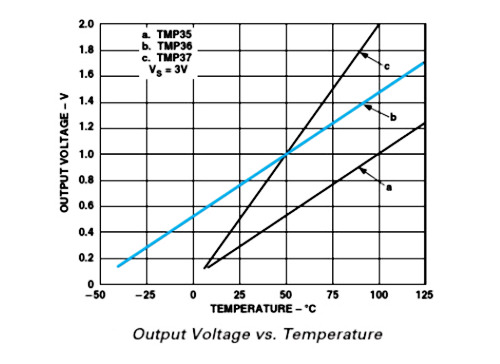 2.0
1.8
1.6
1.4
1.2
1.0
0.8
0.6
0.4
0.2
0
OUTPUT VOLTAGE – V
a. TMP35
b. TMP36
c. TMP37
VS = 3V
c
b
a
–50 –25 0 25 50 75 100 125
TEMPERATURE – °C
Output Voltage vs. Temperature